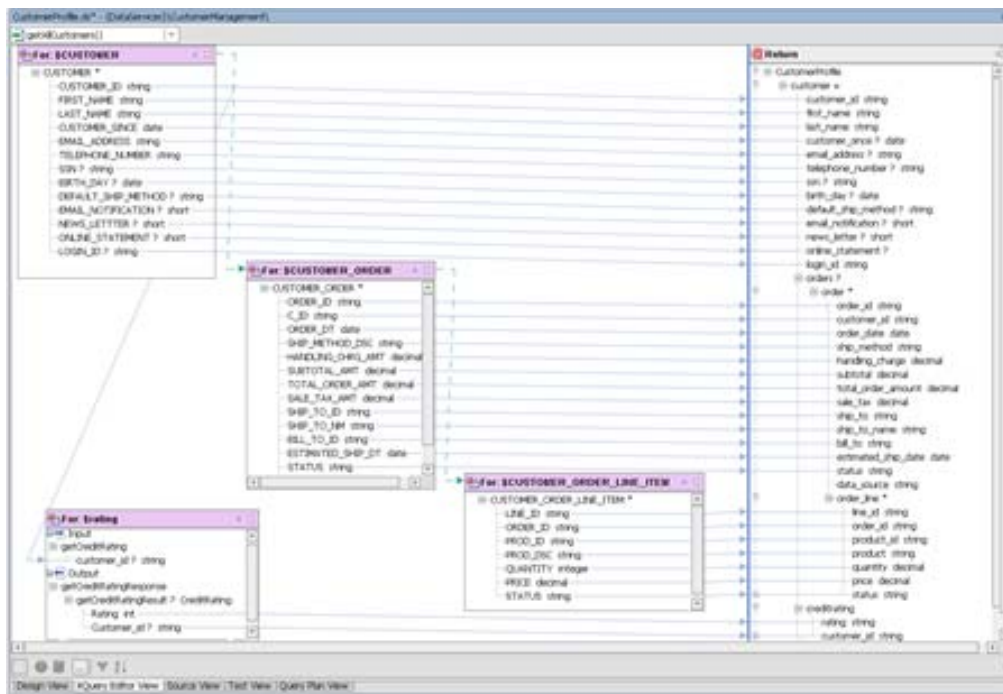 CustomerProfile.ds* - {DataServices}\CustomerManagement\
getAllCustomers()
For: $CUSTOMER
CUSTOMER *
CUSTOMER_ID string
FIRST_NAME string
LAST_NAME string
CUSTOMER_SINCE date
EMAIL_ADDRESS string
TELEPHONE_NUMBER string
SSN ? string
BIRTH_DAY ? date
DEFAULT_SHIP_METHOD ? string
EMAIL_NOTIFICATION ? short
NEWS_LETTTER ? short
ONLINE_STATEMENT ? short
LOGIN_ID ? string
For: $CUSTOMER_ORDER
CUSTOMER_ORDER *
ORDER_ID string
C_ID string
ORDER_DT date
SHIP_METHOD_DSC string
HANDLING_CHRG_AMT decimal
SUBTOTAL_AMT decimal
TOTAL_ORDER_AMT decimal
SALE_TAX_AMT decimal
SHIP_TO_ID string
SHIP_TO_NM string
BILL_TO_ID string
ESTIMATED_SHIP_DT date
STATUS string
For: $CUSTOMER_ORDER_LINE_ITEM
CUSTOMER_ORDER_LINE_ITEM *
LINE_ID string
ORDER_ID string
PROD_ID string
PROD_DSC string
QUANTITY integer
PRICE decimal
STATUS string
For: $rating
Input
getCreditRating
customer_id ? string
Output
getCreditRatingResponse
getCreditRatingResult ? CreditRating
Rating int
Customer_id ? string
Return
CustomerProfile
customer +
customer_id string
first_name string
last_name string
customer_since ? date
email_address ? string
telephone_number ? string
ssn ? string
birth_day ? date
default_ship_method ? string
email_notification ? short
news_letter ? short
online_statement ?
login_id string
orders ?
order *
order_id string
customer_id string
order_date date
ship_method string
handling_charge decimal
subtotal decimal
total_order_amount decimal
sale_tax decimal
ship_to string
ship_to_name string
bill_to string
estimated_ship_date date
status string
data_source string
order_line *
line_id string
order_id string
product_id string
product string
quantity decimal
price decimal
status string
creditrating
rating string
customer_id string
Design View XQuery Editor View Source View Test View Query Plan View